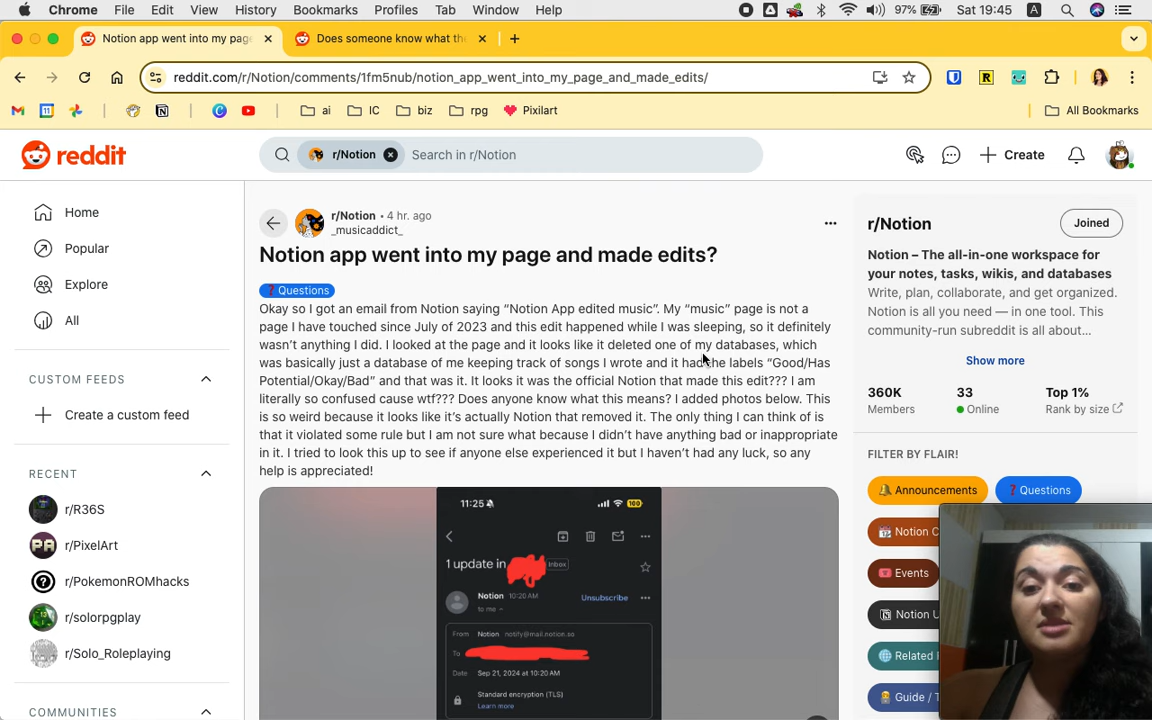 Chrome File Edit View History Bookmarks Profiles Tab Window Help 97% Sat 19:45 A
Notion app went into my page Does someone know what the
reddit.com/r/Notion/comments/1fm5nub/notion_app_went_into_my_page_and_made_edits/
ai IC biz rpg Pixilart All Bookmarks
reddit r/Notion Search in r/Notion Create
Home
Popular
Explore
All
CUSTOM FEEDS
Create a custom feed
RECENT
r/R36S
r/PixelArt
r/PokemonROMhacks
r/solorpgplay
r/Solo_Roleplaying
COMMUNITIES
r/Notion • 4 hr. ago
_musicaddict_
Notion app went into my page and made edits?
❓Questions
Okay so I got an email from Notion saying “Notion App edited music”. My “music” page is not a
page I have touched since July of 2023 and this edit happened while I was sleeping, so it definitely
wasn’t anything I did. I looked at the page and it looks like it deleted one of my databases, which
was basically just a database of me keeping track of songs I wrote and it had the labels “Good/Has
Potential/Okay/Bad” and that was it. It looks it was the official Notion that made this edit??? I am
literally so confused cause wtf??? Does anyone know what this means? I added photos below. This
is so weird because it looks like it’s actually Notion that removed it. The only thing I can think of is
that it violated some rule but I am not sure what because I didn’t have anything bad or inappropriate
in it. I tried to look this up to see if anyone else experienced it but I haven’t had any luck, so any
help is appreciated!
11:25 100
1 update in Inbox
Notion 10:20 AM Unsubscribe
to me
From Notion notify@mail.notion.so
To
Date Sep 21, 2024 at 10:20 AM
Standard encryption (TLS)
Learn more
r/Notion Joined
Notion – The all-in-one workspace for
your notes, tasks, wikis, and databases
Write, plan, collaborate, and get organized.
Notion is all you need — in one tool. This
community-run subreddit is all about…
Show more
360K 33 Top 1%
Members Online Rank by size
FILTER BY FLAIR!
Announcements ❓Questions
Notion
Events
Notion
Related
Guide /